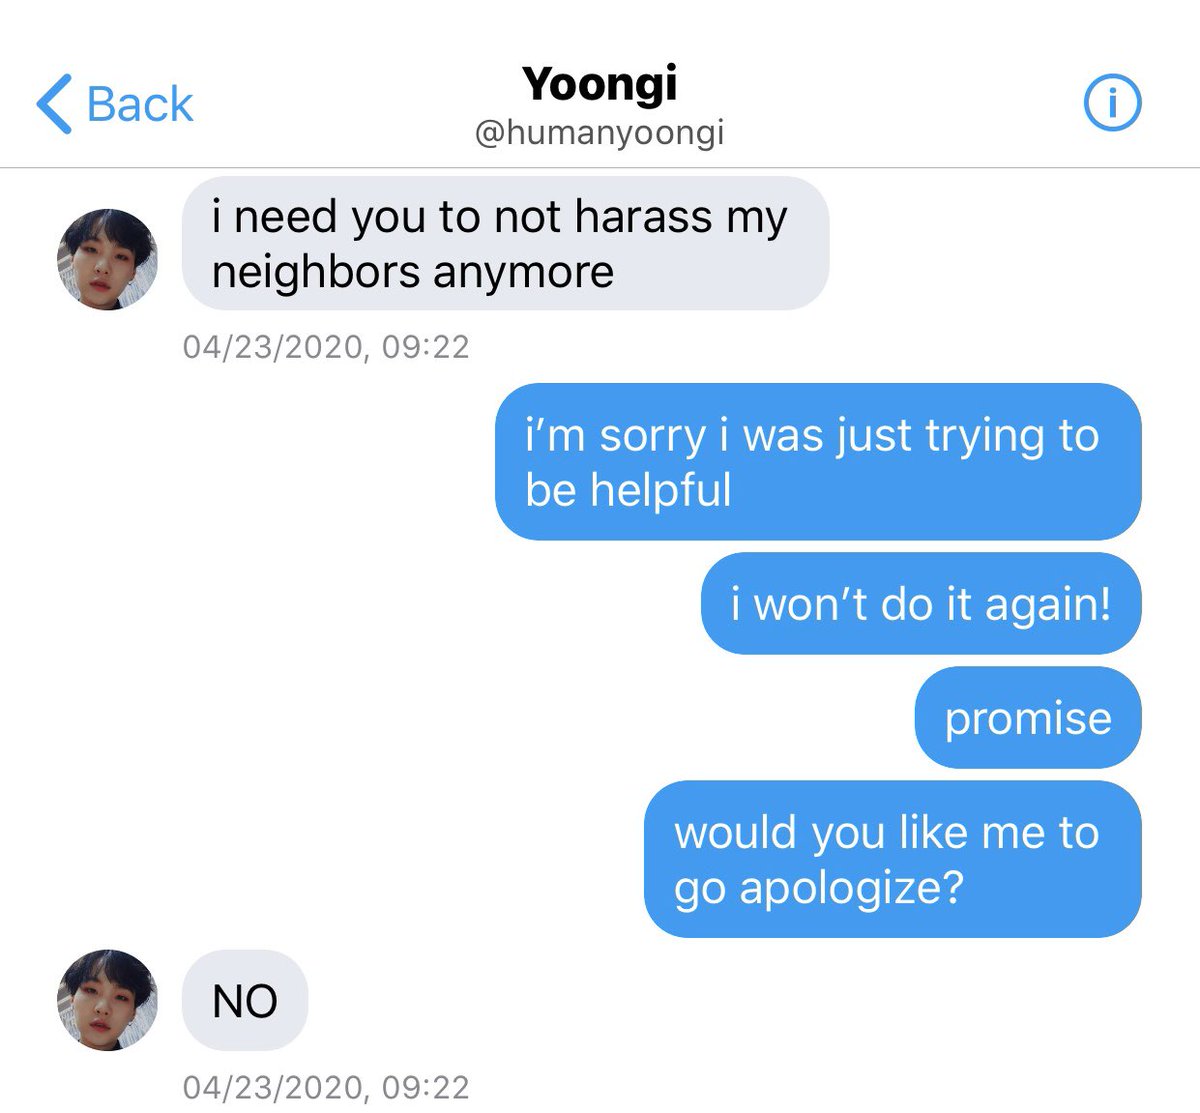 Back
Yoongi
@humanyoongi
i need you to not harass my
neighbors anymore
04/23/2020, 09:22
i’m sorry i was just trying to
be helpful
i won’t do it again!
promise
would you like me to
go apologize?
NO
04/23/2020, 09:22